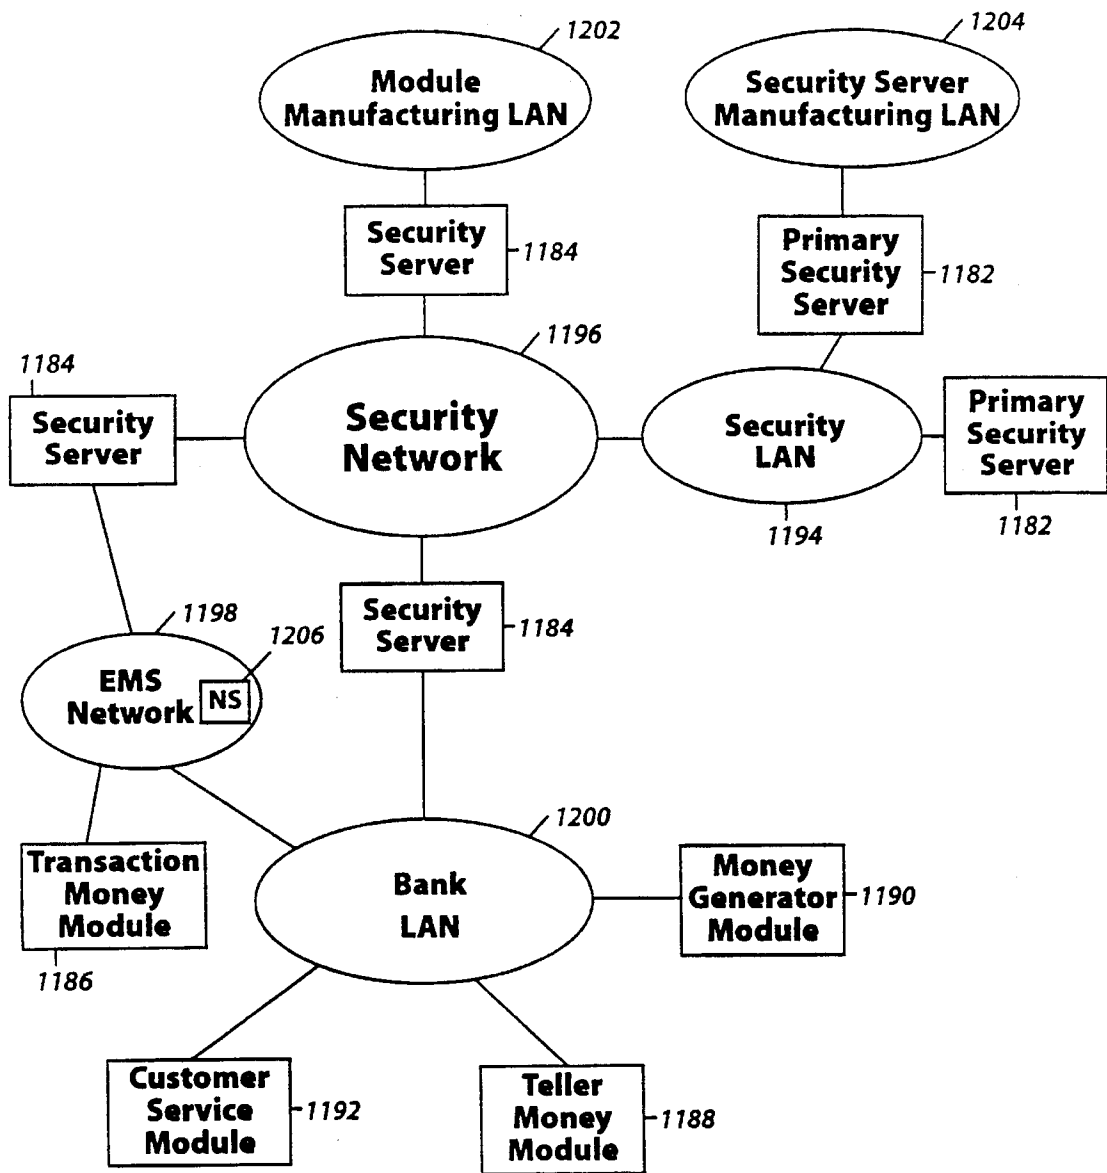 1202
Module
Manufacturing LAN
1204
Security Server
Manufacturing LAN
Security
Server
1184
Primary
Security
Server
1182
1196
Security
Network
1184
Security
Server
Security
LAN
1194
Primary
Security
Server
1182
Security
Server
1184
1198
1206
EMS
Network
NS
1200
Bank
LAN
Transaction
Money
Module
1186
Money
Generator
Module
1190
Customer
Service
Module
1192
Teller
Money
Module
1188